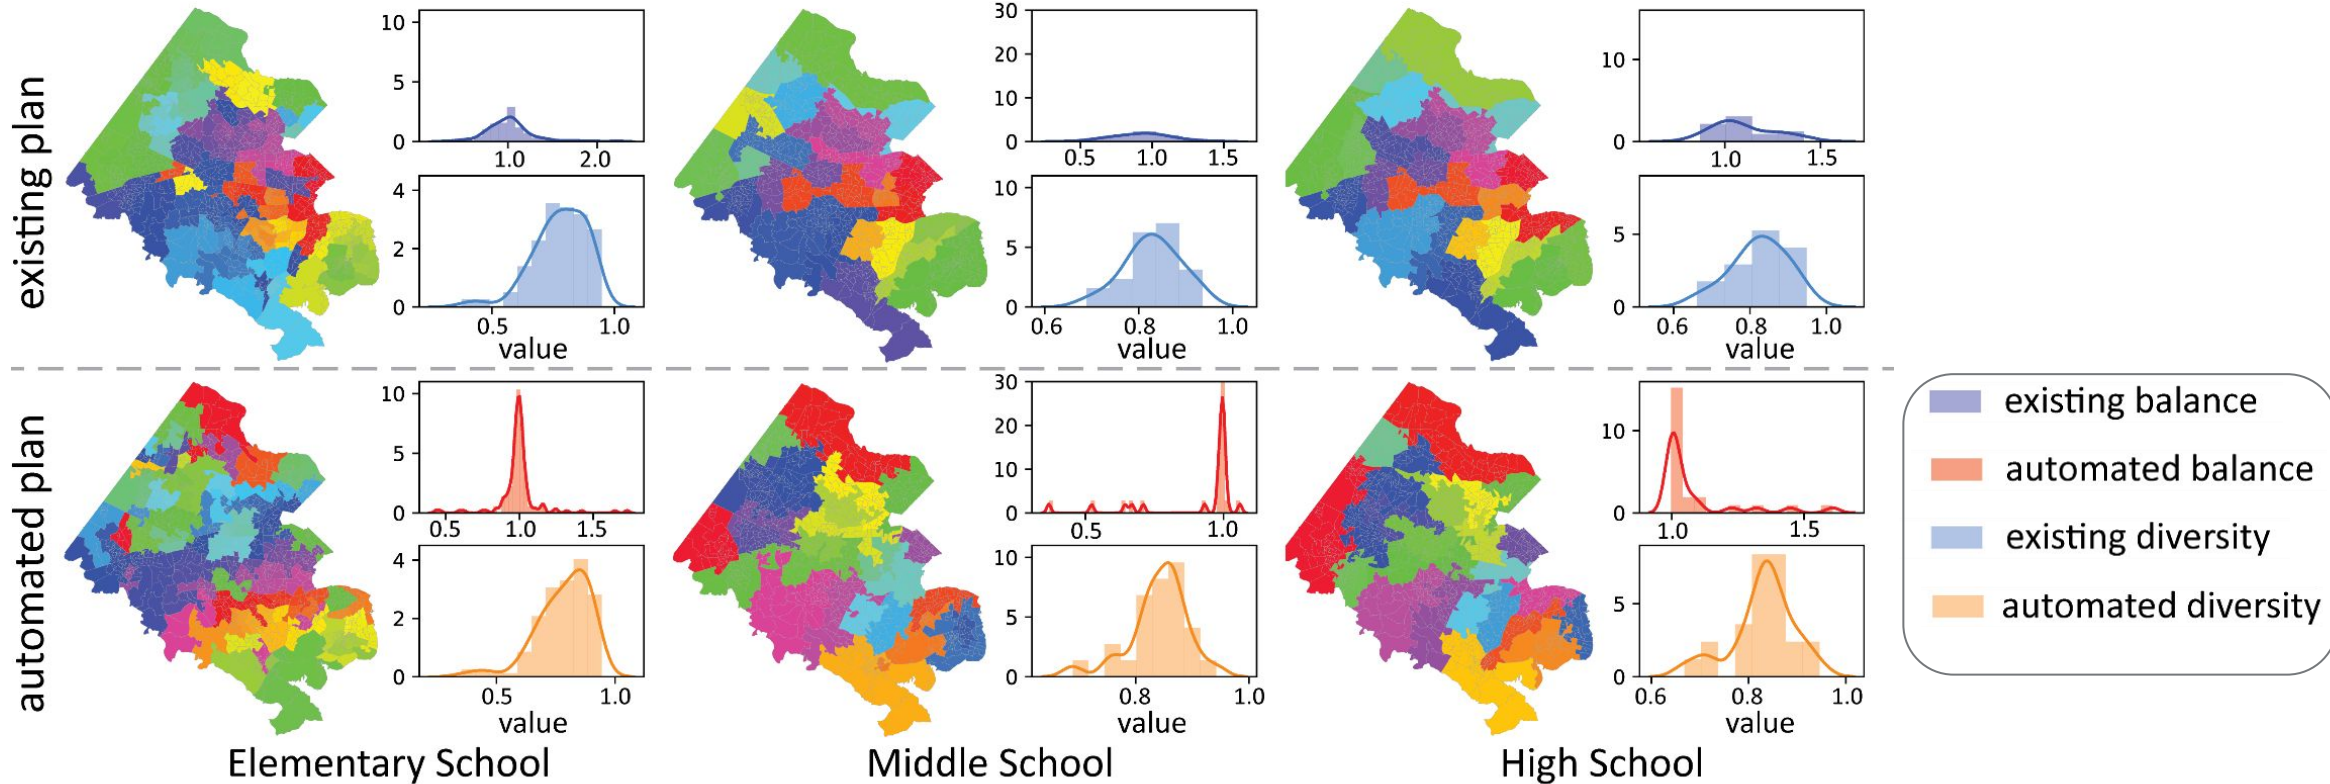 existing plan
10
5
0
1.0 2.0
4
2
0
0.5 1.0
value
30
20
10
0
0.5 1.0 1.5
10
5
0
0.6 0.8 1.0
value
10
0
1.0 1.5
5
0
0.6 0.8 1.0
value
automated plan
10
5
0
0.5 1.0 1.5
4
2
0
0.5 1.0
value
30
20
10
0
0.5 1.0
10
5
0
0.8 1.0
value
10
0
1.0 1.5
5
0
0.6 0.8 1.0
value
existing balance
automated balance
existing diversity
automated diversity
Elementary School
Middle School
High School